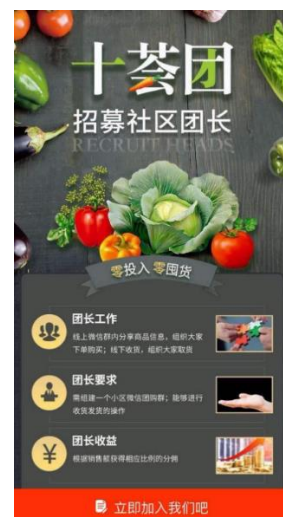 十荟团
招募社区团长
RECRUIT HEADS
零投入 零囤货
团长工作
线上微信群内分享商品信息，组织大家
下单购买；线下收货，组织大家取货
团长要求
需组建一个小区微信团购群；能够进行
收货发货的操作
团长收益
根据销售额获得相应比例的分佣
立即加入我们吧